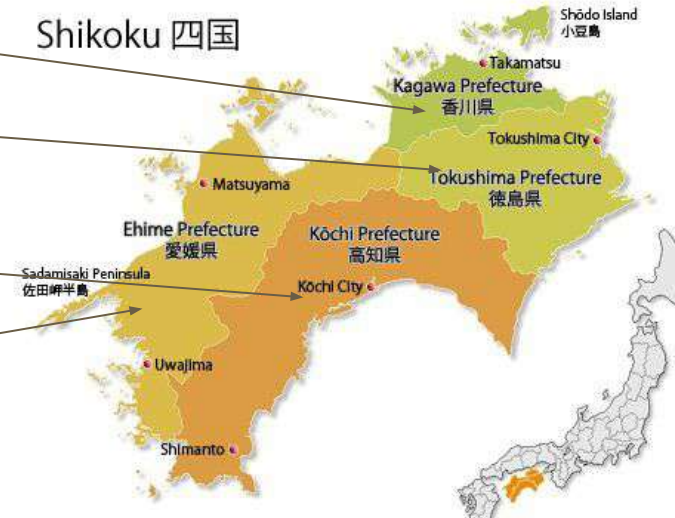 Shikoku 四国
Shōdo Island
小豆島
Takamatsu
Kagawa Prefecture
香川県
Tokushima City
Tokushima Prefecture
徳島県
Matsuyama
Ehime Prefecture
愛媛県
Kōchi Prefecture
高知県
Sadamisaki Peninsula
佐田岬半島
Kōchi City
Uwajima
Shimanto